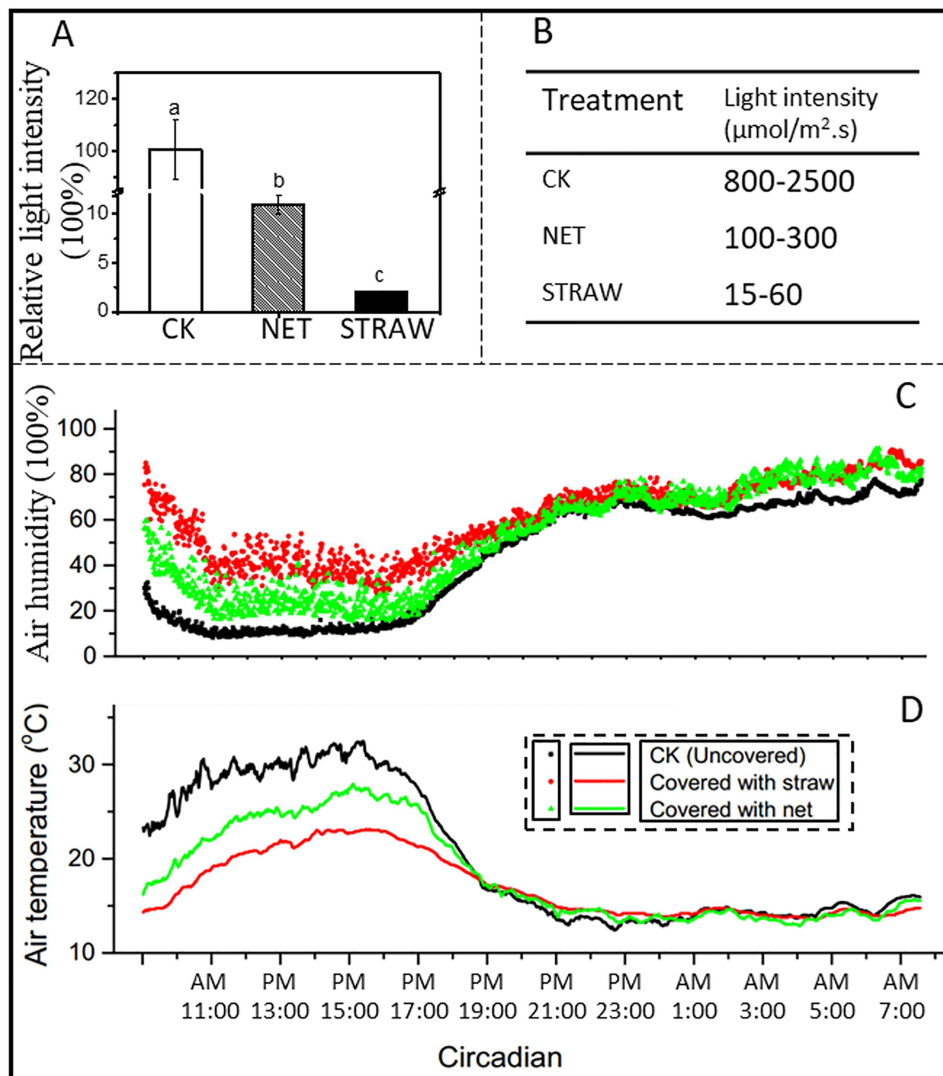 A
Relative light intensity
(100%)
120
100
10
5
0
a
b
c
CK NET STRAW
B
Treatment Light intensity
(μmol/m².s)
CK 800-2500
NET 100-300
STRAW 15-60
C
Air humidity (100%)
100
80
60
40
20
0
D
Air temperature (°C)
30
20
10
CK (Uncovered)
Covered with straw
Covered with net
AM PM PM PM PM PM PM AM AM AM AM
11:00 13:00 15:00 17:00 19:00 21:00 23:00 1:00 3:00 5:00 7:00
Circadian